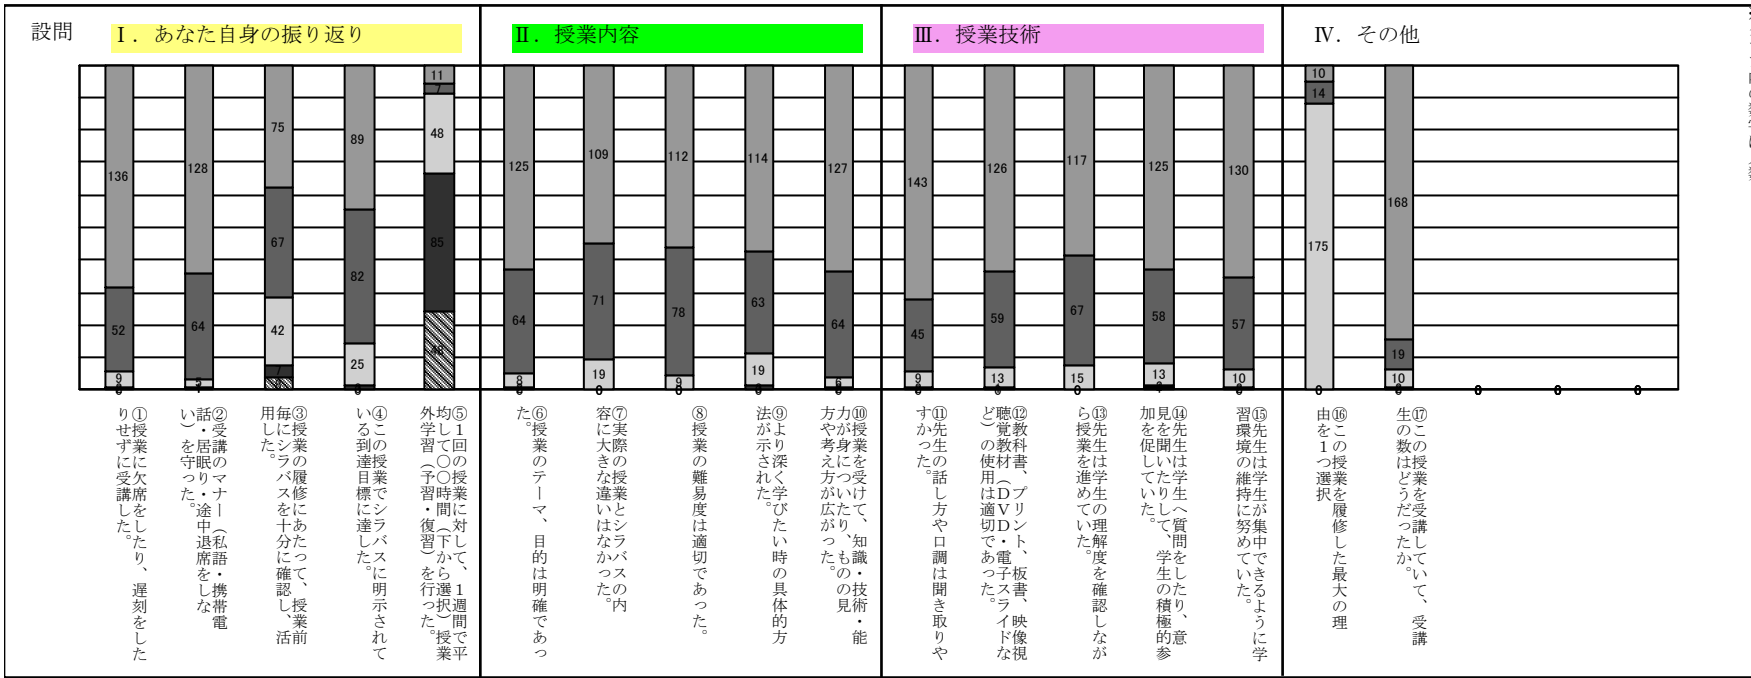 設問
Ⅰ．あなた自身の振り返り
Ⅱ．授業内容
Ⅲ．授業技術
Ⅳ．その他
136
52
9
128
64
5
75
67
42
7
89
82
25
11
7
48
85
48
125
64
8
109
71
19
112
78
9
114
63
19
127
64
6
143
45
9
126
59
13
117
67
15
125
58
13
130
57
10
10
14
175
0
168
19
10
0
0
0
①授業に欠席をしたり、遅刻をした
りせずに受講した。
②受講のマナー（私語・携帯電
話・居眠り・途中退席をしな
い）を守った。
③授業の履修にあたって、授業前
毎にシラバスを十分に確認し、活
用した。
④この授業でシラバスに明示されて
いる到達目標に達した。
⑤１回の授業に対して、１週間で平
均して〇〇時間（下から選択）授業
外学習（予習・復習）を行った。
⑥授業のテーマ、目的は明確であっ
た。
⑦実際の授業とシラバスの内
容に大きな違いはなかった。
⑧授業の難易度は適切であった。
⑨より深く学びたい時の具体的方
法が示された。
⑩授業を受けて、知識・技術・能
力が身についたり、ものの見
方や考え方が広がった。
⑪先生の話し方や口調は聞き取りや
すかった。
⑫教科書、プリント、板書、映像視
聴覚教材（ＤＶＤ・電子スライドな
ど）の使用は適切であった。
⑬先生は学生の理解度を確認しなが
ら授業を進めていた。
⑭先生は学生へ質問をしたり、意
見を聞いたりして、学生の積極的参
加を促していた。
⑮先生は学生が集中できるように学
習環境の維持に努めていた。
⑯この授業を履修した最大の理
由を１つ選択
⑰この授業を受講していて、受講
生の数はどうだったか。